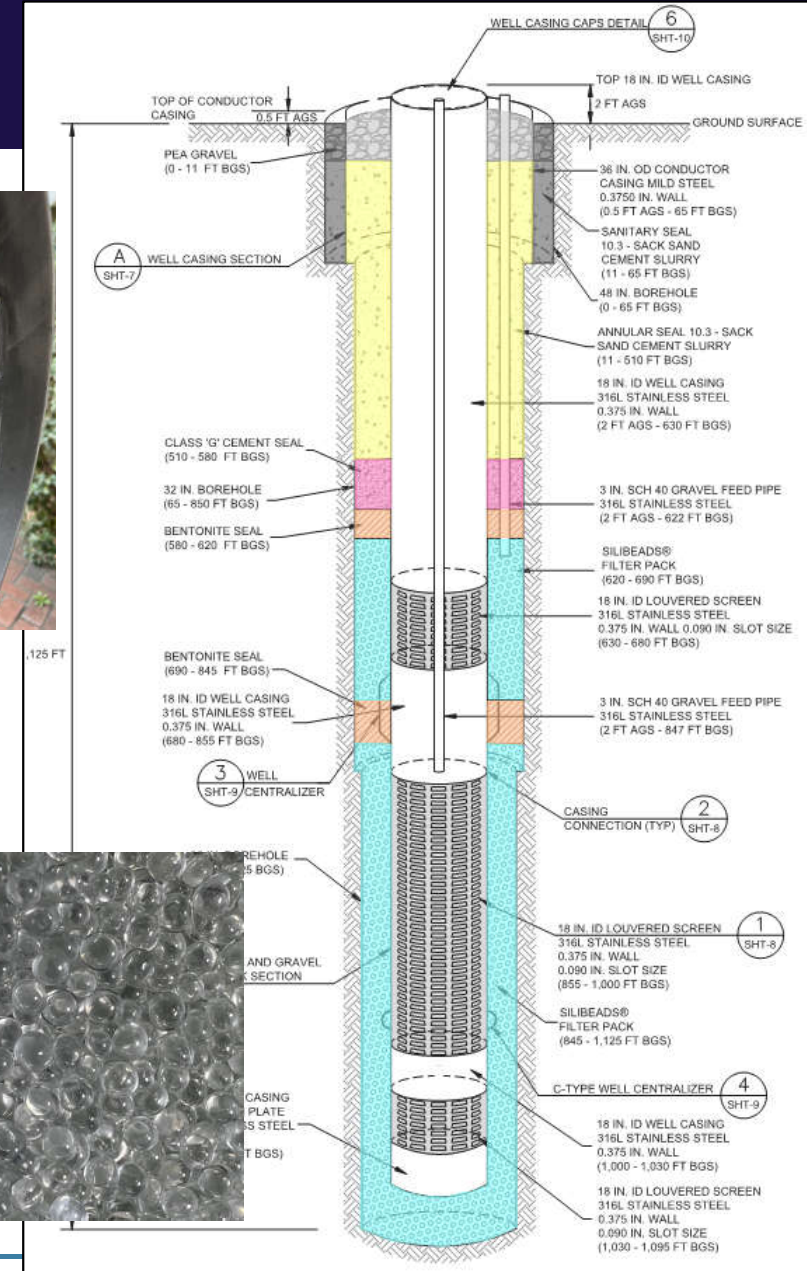 WELL CASING CAPS DETAIL
6
SHT-10
TOP 18 IN. ID WELL CASING
2 FT AGS
TOP OF CONDUCTOR
CASING
0.5 FT AGS
GROUND SURFACE
PEA GRAVEL
(0 - 11 FT BGS)
36 IN. OD CONDUCTOR
CASING MILD STEEL
0.3750 IN. WALL
(0.5 FT AGS - 65 FT BGS)
SANITARY SEAL
10.3 - SACK SAND
CEMENT SLURRY
(11 - 65 FT BGS)
A
SHT-7
WELL CASING SECTION
48 IN. BOREHOLE
(0 - 65 FT BGS)
ANNULAR SEAL 10.3 - SACK
SAND CEMENT SLURRY
(11 - 510 FT BGS)
18 IN. ID WELL CASING
316L STAINLESS STEEL
0.375 IN. WALL
(2 FT AGS - 630 FT BGS)
CLASS 'G' CEMENT SEAL
(510 - 580 FT BGS)
32 IN. BOREHOLE
(65 - 850 FT BGS)
3 IN. SCH 40 GRAVEL FEED PIPE
316L STAINLESS STEEL
(2 FT AGS - 622 FT BGS)
BENTONITE SEAL
(580 - 620 FT BGS)
SILIBEADS®
FILTER PACK
(620 - 690 FT BGS)
18 IN. ID LOUVERED SCREEN
316L STAINLESS STEEL
0.375 IN. WALL 0.090 IN. SLOT SIZE
(630 - 680 FT BGS)
,125 FT
BENTONITE SEAL
(690 - 845 FT BGS)
18 IN. ID WELL CASING
316L STAINLESS STEEL
0.375 IN. WALL
(680 - 855 FT BGS)
3 IN. SCH 40 GRAVEL FEED PIPE
316L STAINLESS STEEL
(2 FT AGS - 847 FT BGS)
3
SHT-9
WELL
CENTRALIZER
CASING
CONNECTION (TYP)
2
SHT-8
OREHOLE
25 BGS)
18 IN. ID LOUVERED SCREEN
316L STAINLESS STEEL
0.375 IN. WALL
0.090 IN. SLOT SIZE
(855 - 1,000 FT BGS)
1
SHT-8
AND GRAVEL
SECTION
SILIBEADS®
FILTER PACK
(845 - 1,125 FT BGS)
C-TYPE WELL CENTRALIZER
4
SHT-9
CASING
PLATE
SS STEEL
FT BGS)
18 IN. ID WELL CASING
316L STAINLESS STEEL
0.375 IN. WALL
(1,000 - 1,030 FT BGS)
18 IN. ID LOUVERED SCREEN
316L STAINLESS STEEL
0.375 IN. WALL
0.090 IN. SLOT SIZE
(1,030 - 1,095 FT BGS)